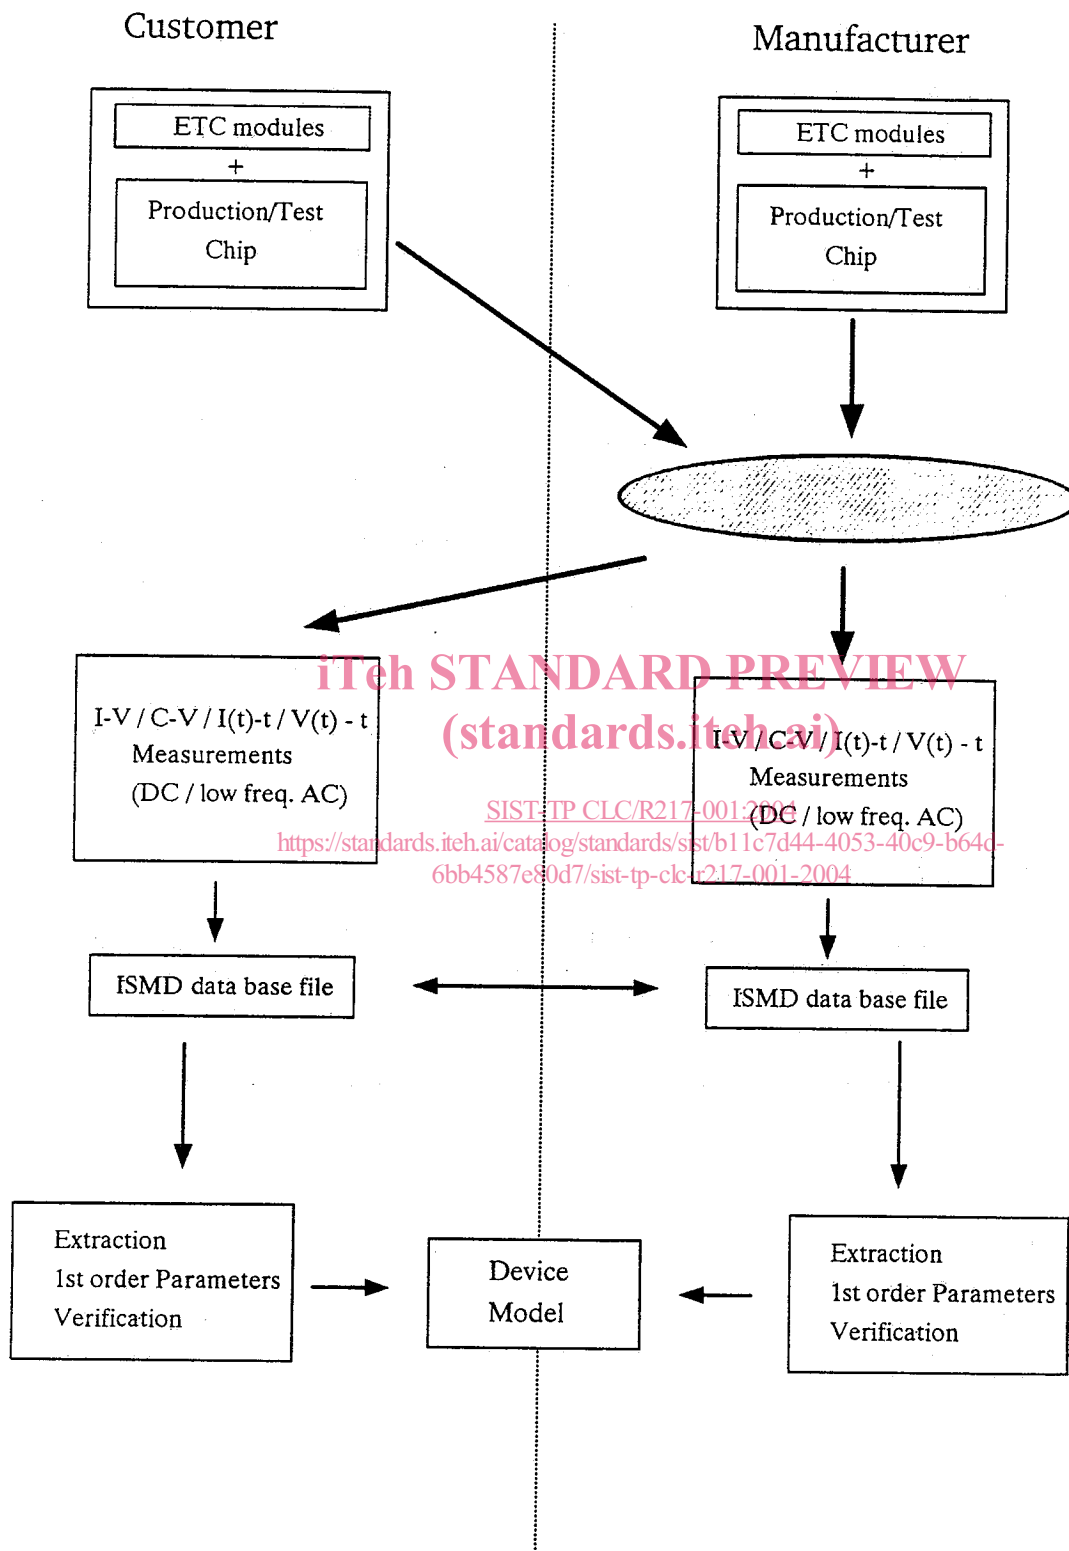 Customer
Manufacturer
ETC modules
+
Production/Test
Chip
ETC modules
+
Production/Test
Chip
iTeh STANDARD PREVIEW
(standards.iteh.ai)
I-V / C-V / I(t)-t / V(t) - t
Measurements
(DC / low freq. AC)
I-V / C-V / I(t)-t / V(t) - t
Measurements
(DC / low freq. AC)
SIST-TP CLC/R217-001:2004
https://standards.iteh.ai/catalog/standards/sist/b11c7d44-4053-40c9-b64d-
6bb4587e80d7/sist-tp-clc-r217-001-2004
ISMD data base file
ISMD data base file
Extraction
1st order Parameters
Verification
Device
Model
Extraction
1st order Parameters
Verification